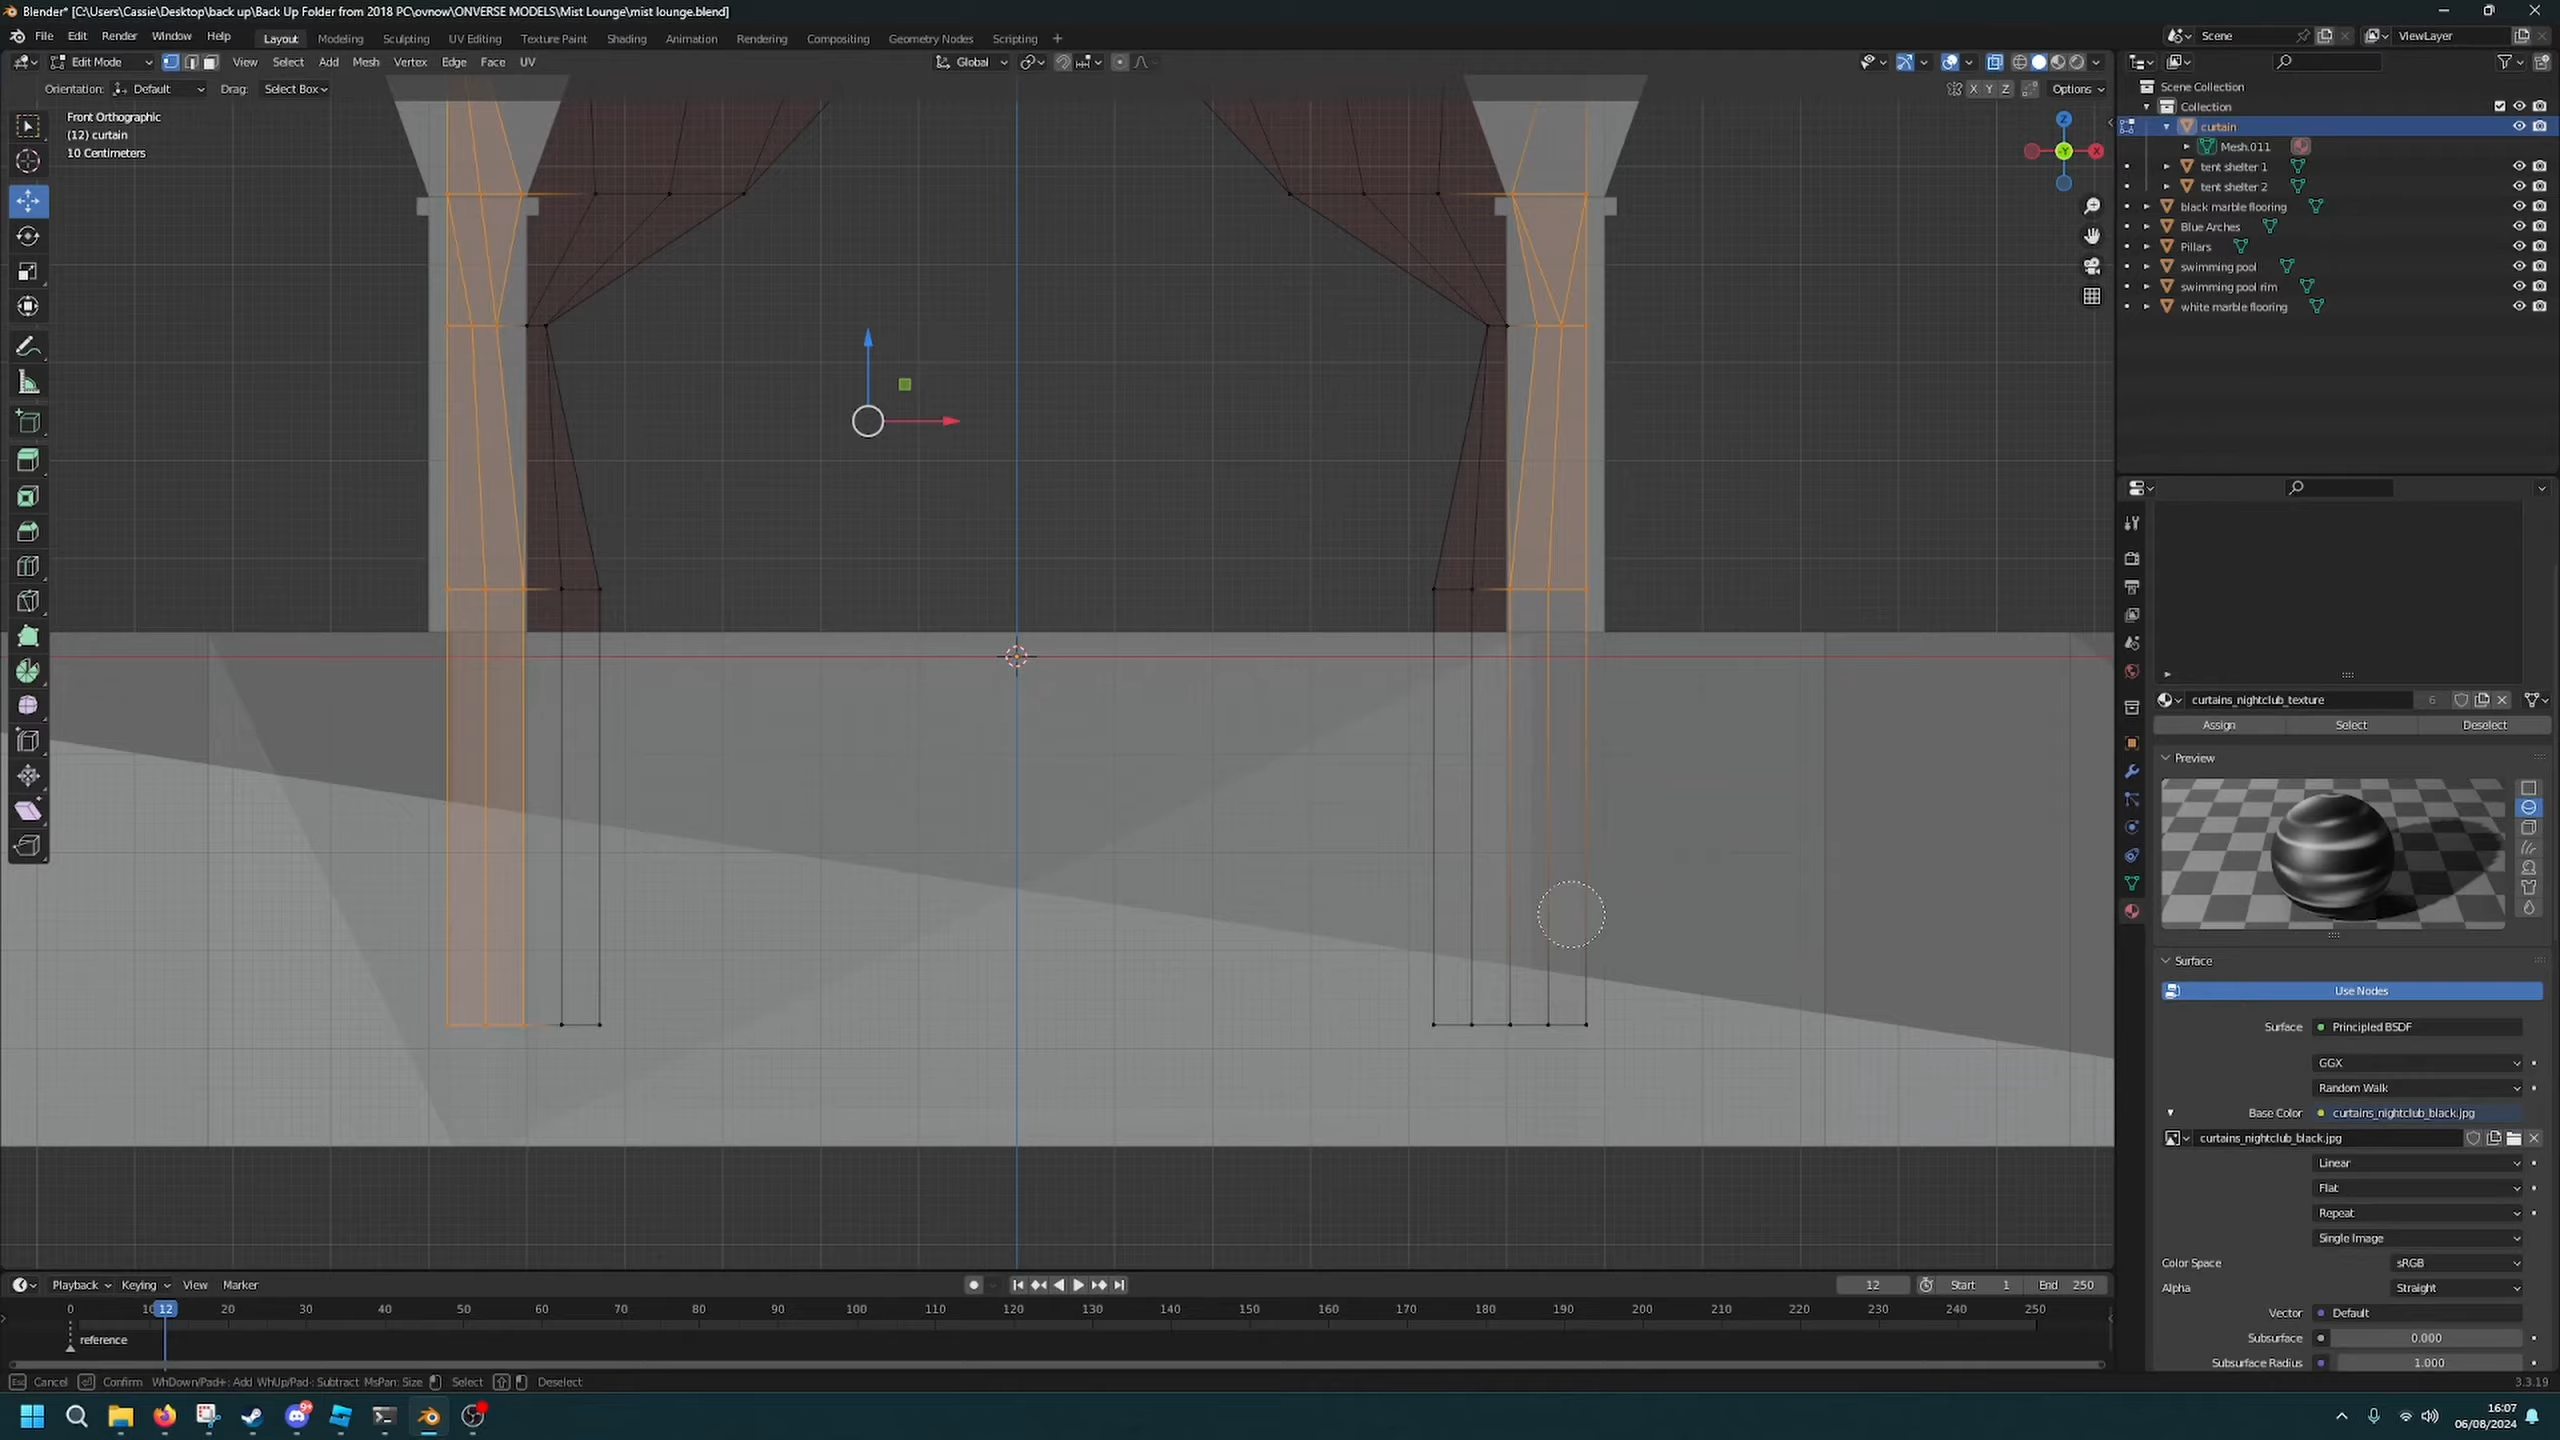 Blender* [C:\Users\Cassie\Desktop\back up\Back Up Folder from 2018 PC\ovnow\ONVERSE MODELS\Mist Lounge\mist lounge.blend]
File Edit Render Window Help Layout Modeling Sculpting UV Editing Texture Paint Shading Animation Rendering Compositing Geometry Nodes Scripting + Scene ViewLayer
Edit Mode View Select Add Mesh Vertex Edge Face UV Global
Orientation: Default Drag: Select Box X Y Z Options
Front Orthographic
(12) curtain
10 Centimeters
Z
Y
X
Scene Collection
Collection
curtain
Mesh.011
tent shelter 1
tent shelter 2
black marble flooring
Blue Arches
Pillars
swimming pool
swimming pool rim
white marble flooring
curtains_nightclub_texture 6
Assign Select Deselect
Preview
Surface
Use Nodes
Surface Principled BSDF
GGX
Random Walk
Base Color curtains_nightclub_black.jpg
curtains_nightclub_black.jpg
Linear
Flat
Repeat
Single Image
Color Space sRGB
Alpha Straight
Vector Default
Subsurface 0.000
Subsurface Radius 1.000
Playback Keying View Marker 12 Start 1 End 250
0 10 12 20 30 40 50 60 70 80 90 100 110 120 130 140 150 160 170 180 190 200 210 220 230 240 250
reference
Esc Cancel Confirm WhDown/Pad+: Add WhUp/Pad-: Subtract MsPan: Size Select Deselect
3.3.19
9+
16:07
06/08/2024